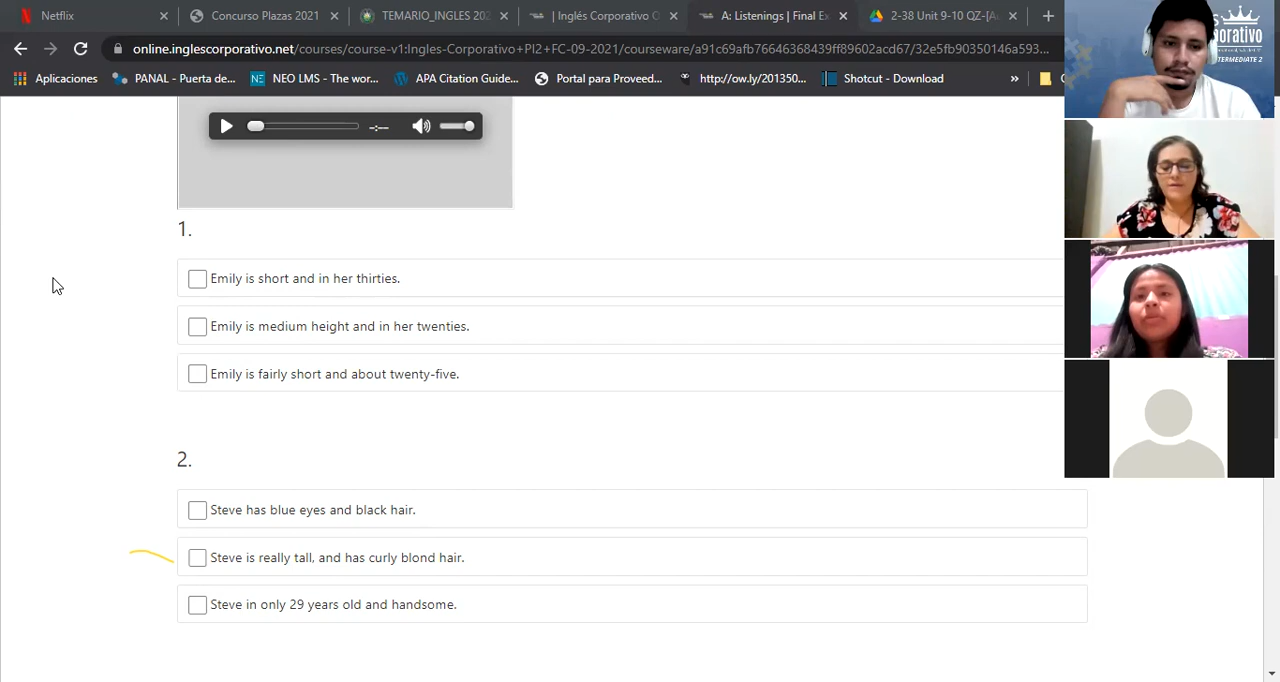 Netflix
Concurso Plazas 2021
TEMARIO_INGLES 202
| Inglés Corporativo O
A: Listenings | Final Ex
2-38 Unit 9-10 QZ-[A
online.inglescorporativo.net/courses/course-v1:Ingles-Corporativo+PI2+FC-09-2021/courseware/a91c69afb76646368439ff89602acd67/32e5fb90350146a593...
Aplicaciones
PANAL - Puerta de...
NEO LMS - The wor...
APA Citation Guide...
Portal para Proveed...
http://ow.ly/201350...
Shotcut - Download
»
orporativo
TERMEDIATE 2
-:--
1.
Emily is short and in her thirties.
Emily is medium height and in her twenties.
Emily is fairly short and about twenty-five.
2.
Steve has blue eyes and black hair.
Steve is really tall, and has curly blond hair.
Steve in only 29 years old and handsome.